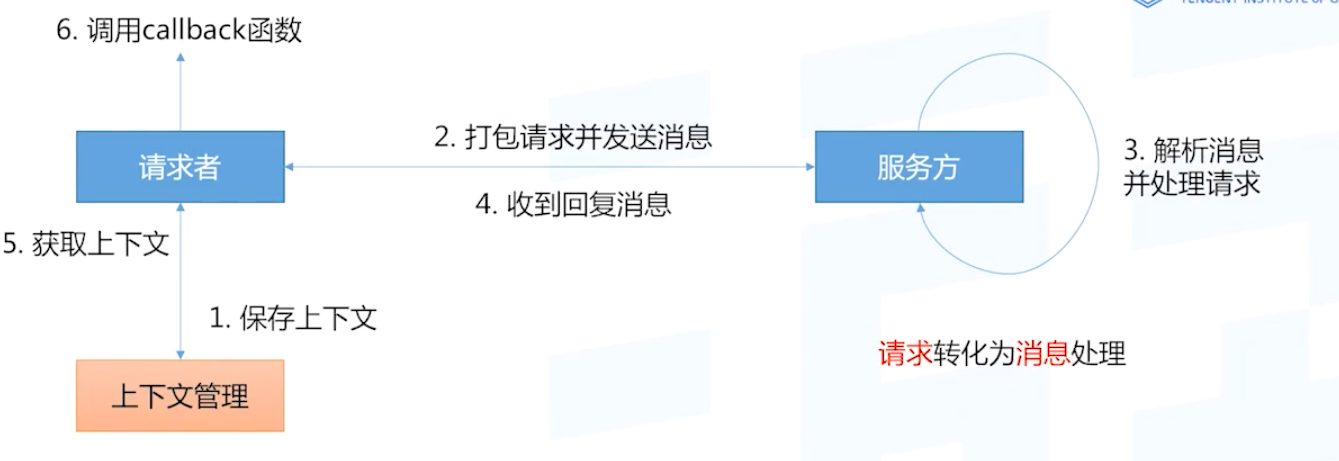 6. 调用callback函数
请求者
2. 打包请求并发送消息
服务方
3. 解析消息
并处理请求
4. 收到回复消息
5. 获取上下文
1. 保存上下文
请求转化为消息处理
上下文管理